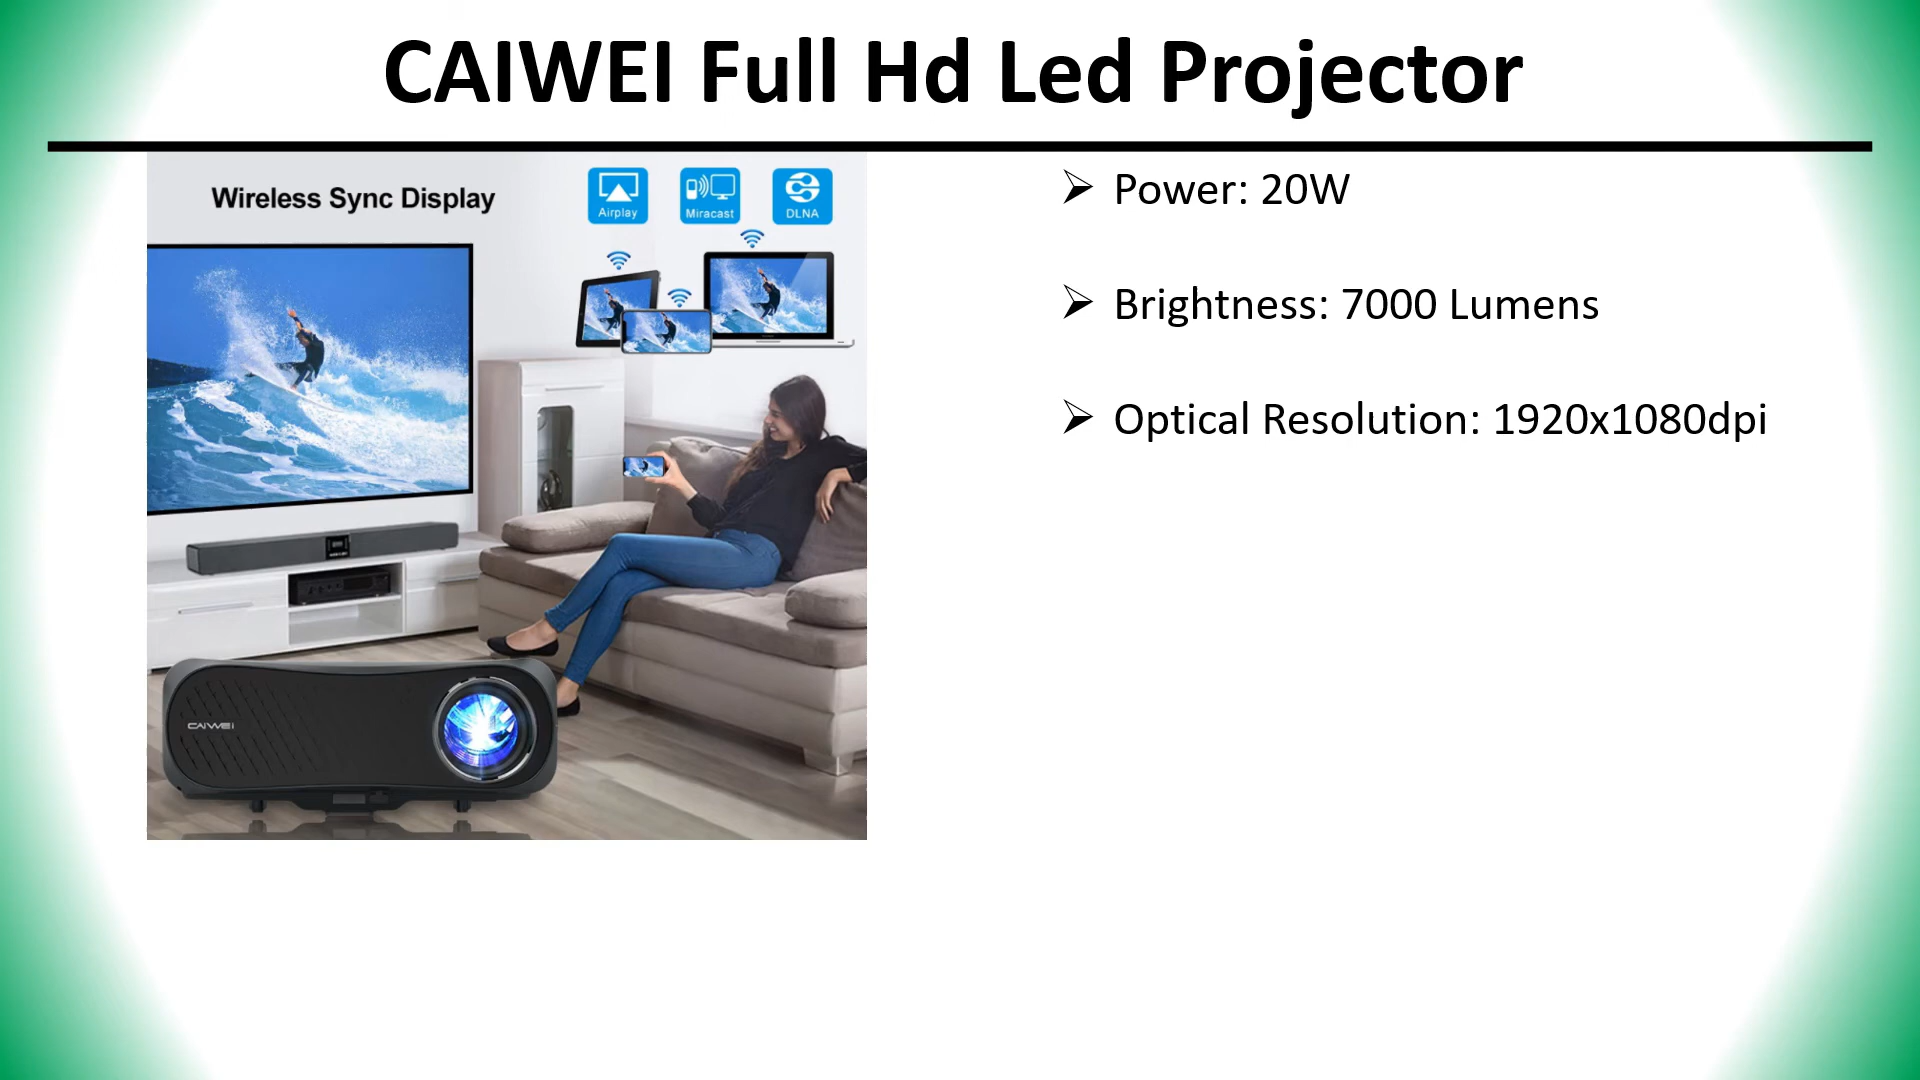 CAIWEI Full Hd Led Projector
Wireless Sync Display
Airplay
Miracast
DLNA
CAIWEI
Power: 20W
Brightness: 7000 Lumens
Optical Resolution: 1920x1080dpi